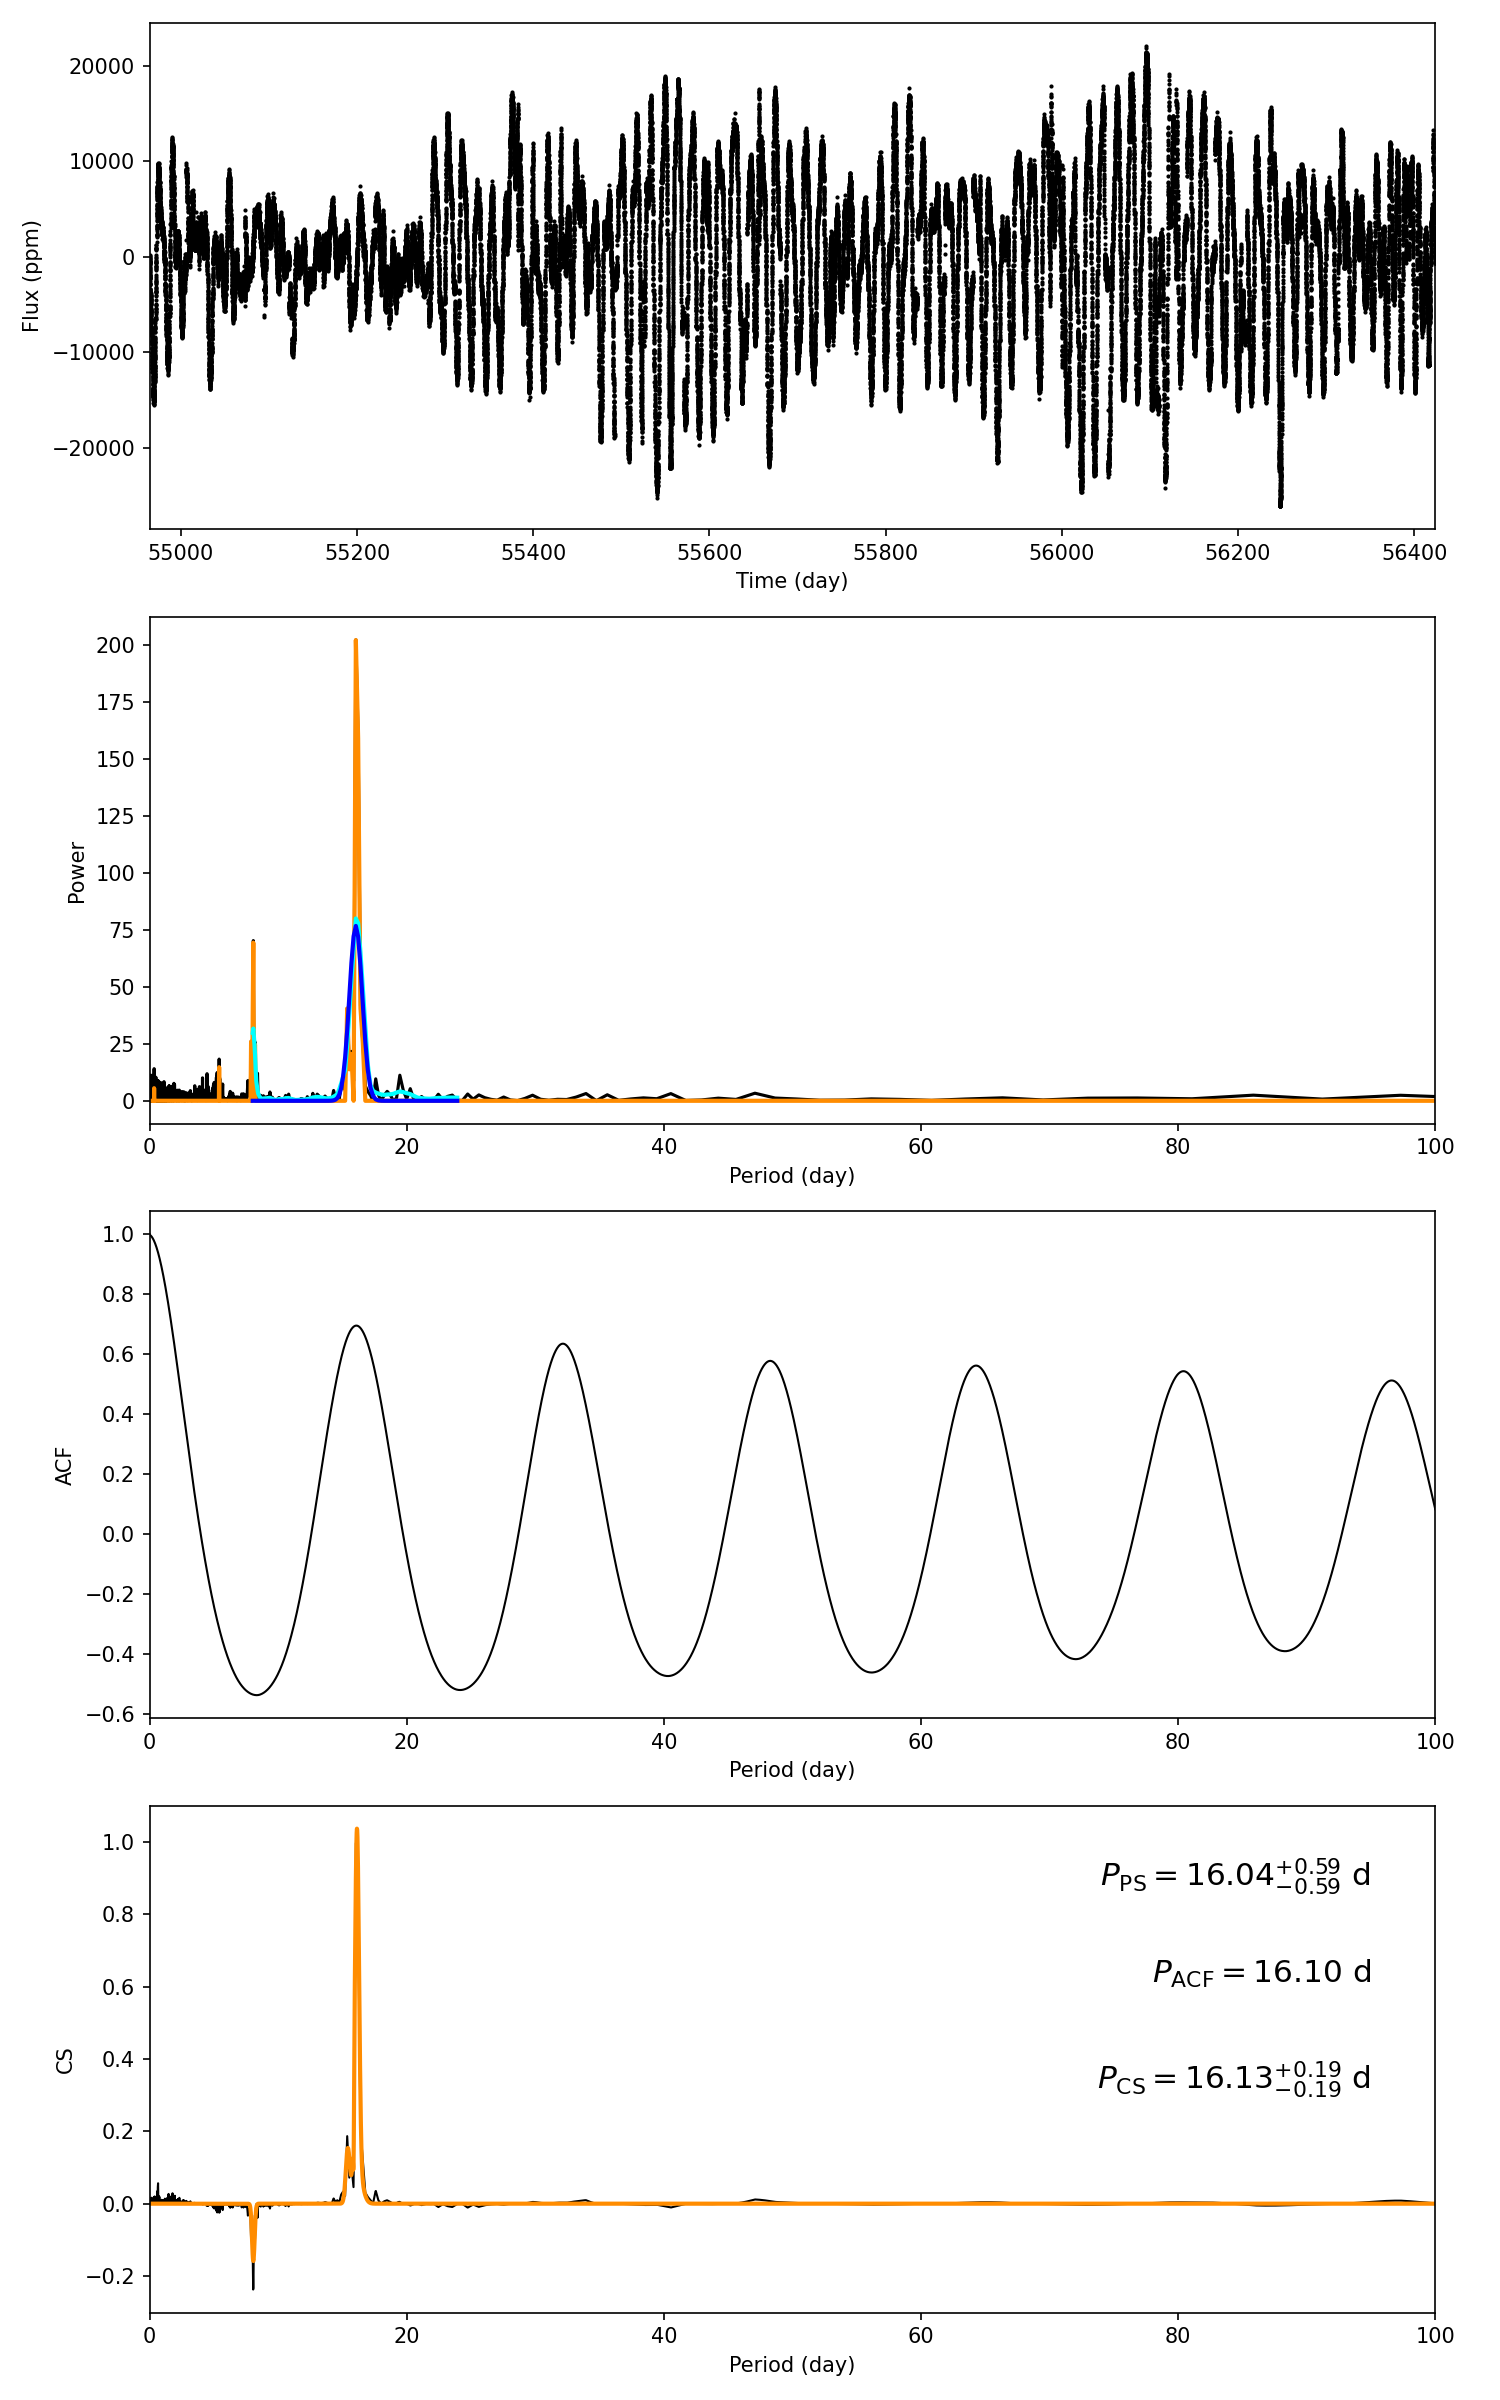 20000
10000
0
−10000
−20000
Flux (ppm)
55000 55200 55400 55600 55800 56000 56200 56400
Time (day)
200
175
150
125
100
75
50
25
0
Power
0 20 40 60 80 100
Period (day)
1.0
0.8
0.6
0.4
0.2
0.0
−0.2
−0.4
−0.6
ACF
0 20 40 60 80 100
Period (day)
1.0
0.8
0.6
0.4
0.2
0.0
−0.2
CS
P_PS = 16.04^{+0.59}_{−0.59} d
P_ACF = 16.10 d
P_CS = 16.13^{+0.19}_{−0.19} d
0 20 40 60 80 100
Period (day)